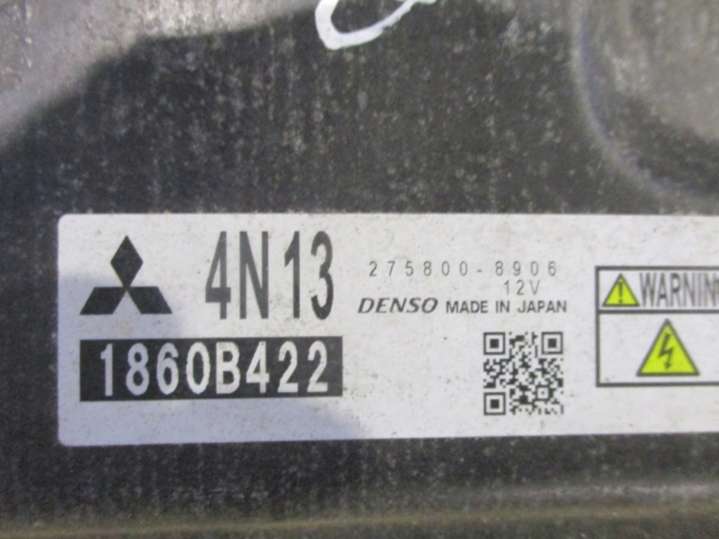 4N13
275800-8906
12V
DENSO MADE IN JAPAN
1860B422
WARNIN